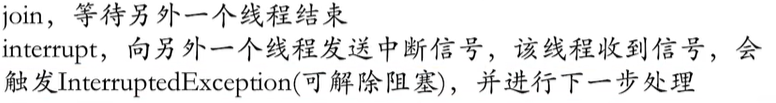 join，等待另外一个线程结束
interrupt，向另外一个线程发送中断信号，该线程收到信号，会
触发InterruptedException(可解除阻塞)，并进行下一步处理